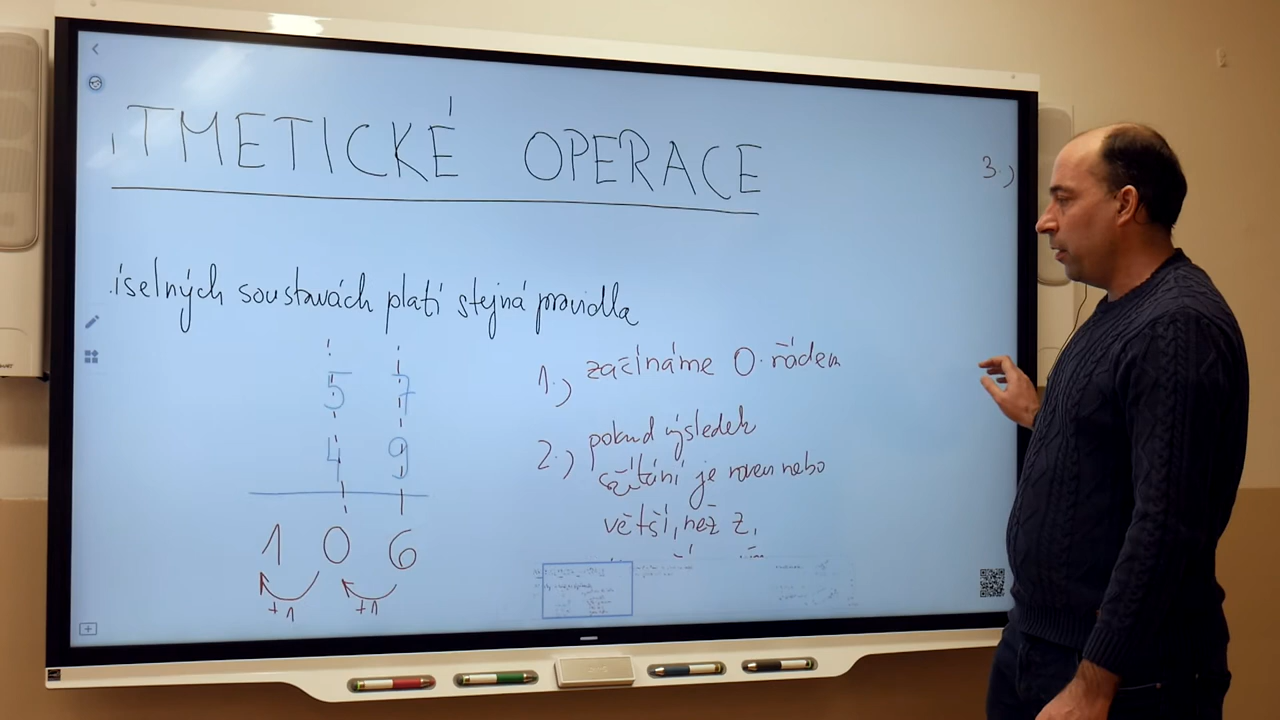 ITMETICKÉ OPERACE
íselných soustavách platí stejná pravidla
5 7
4 9
1 0 6
+1 +1
1.) začínáme 0. řádem
2.) pokud výsledek
sčítání je roven nebo
větší, než z,
3.)